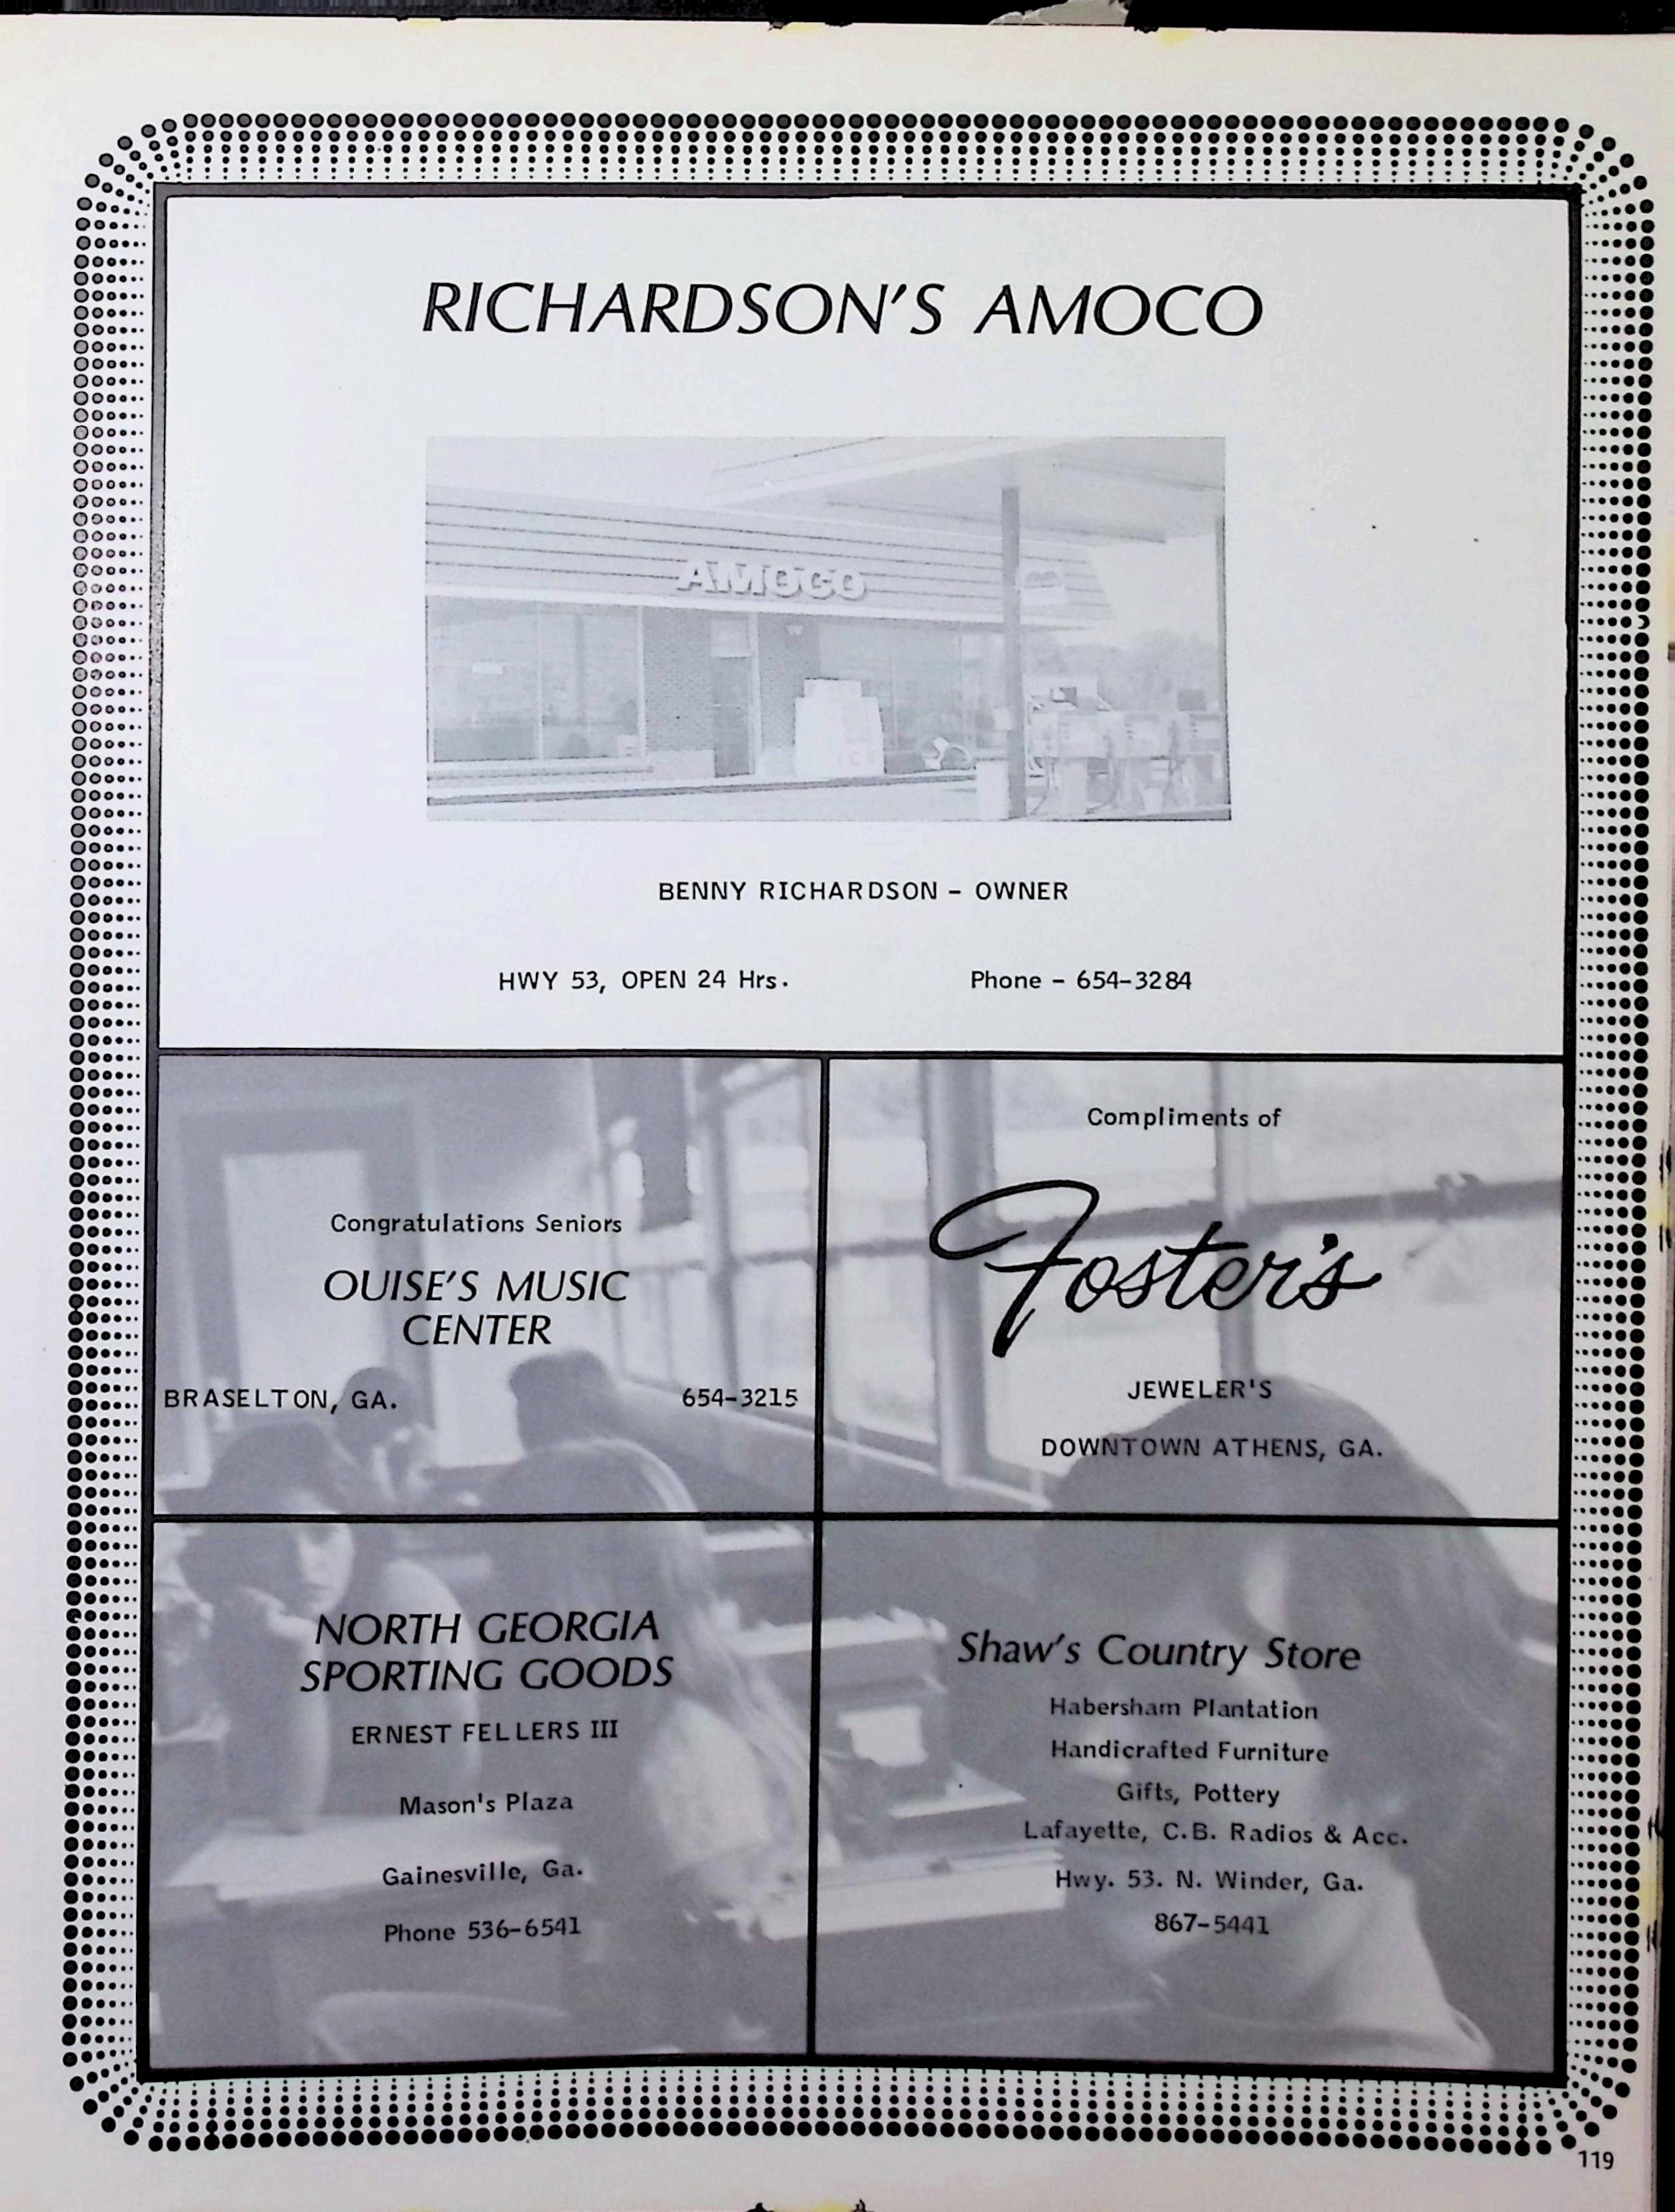 RICHARDSON'S AMOCO
AMOCO
BENNY RICHARDSON - OWNER
HWY 53, OPEN 24 Hrs.
Phone - 654-3284
Congratulations Seniors
OUISE'S MUSIC
CENTER
BRASELTON, GA.
654-3215
Compliments of
Foster's
JEWELER'S
DOWNTOWN ATHENS, GA.
NORTH GEORGIA
SPORTING GOODS
ERNEST FELLERS III
Mason's Plaza
Gainesville, Ga.
Phone 536-6541
Shaw's Country Store
Habersham Plantation
Handicrafted Furniture
Gifts, Pottery
Lafayette, C.B. Radios & Acc.
Hwy. 53. N. Winder, Ga.
867-5441
119